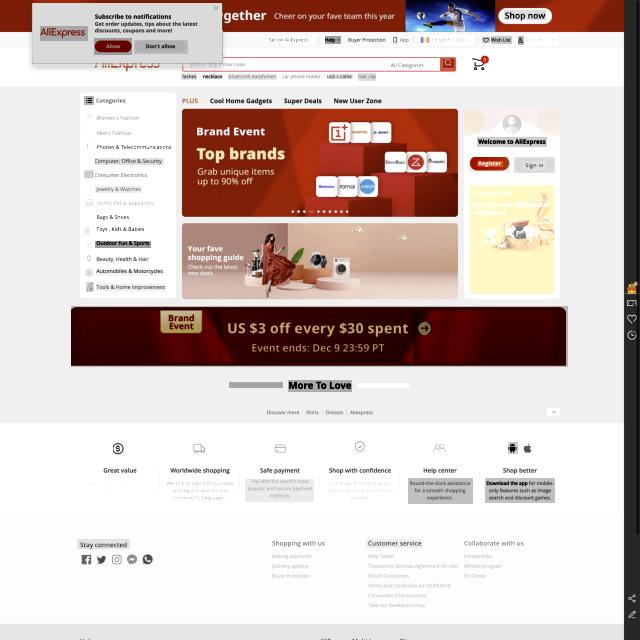 gether Cheer on your fave team this year
Shop now
Subscribe to notifications
Get order updates, tips about the latest
discounts, coupons and more!
AliExpress
Allow
Don't allow
Sell on AliExpress
Help
Buyer Protection
App
English / USD
Wish List
AliExpress
All Categories
lashes
necklace
bluetooth earphones
car phone holder
usb c cable
hair clip
Categories
Women's Fashion
Men's Fashion
Phones & Telecommunications
Computer, Office & Security
Consumer Electronics
Jewelry & Watches
Home, Pet & Appliances
Bags & Shoes
Toys , Kids & Babies
Outdoor Fun & Sports
Beauty, Health & Hair
Automobiles & Motorcycles
Tools & Home Improvement
PLUS
Cool Home Gadgets
Super Deals
New User Zone
Brand Event
Top brands
Grab unique items
up to 90% off
Your fave
shopping guide
Check out the latest
new deals
Welcome to AliExpress
Register
Sign in
Brand
Event
US $3 off every $30 spent
Event ends: Dec 9 23:59 PT
More To Love
Discover more
Shirts
Dresses
Aliexpress
Great value
Worldwide shopping
We ship to over 200 countries
and regions, and our site
comes in 12 languages.
Safe payment
Pay with the world's most
popular and secure payment
methods.
Shop with confidence
Help center
Round-the-clock assistance
for a smooth shopping
experience.
Shop better
Download the app for mobile-
only features such as image
search and discount games.
Stay connected
Shopping with us
Making payments
Delivery options
Buyer Protection
Customer service
Help Center
Transaction Services Agreement for non-
EU/UK Consumers
Terms and Conditions for EU/EEA/UK
Consumers (Transactions)
Take our feedback survey
Collaborate with us
Partnerships
Affiliate program
DS Center